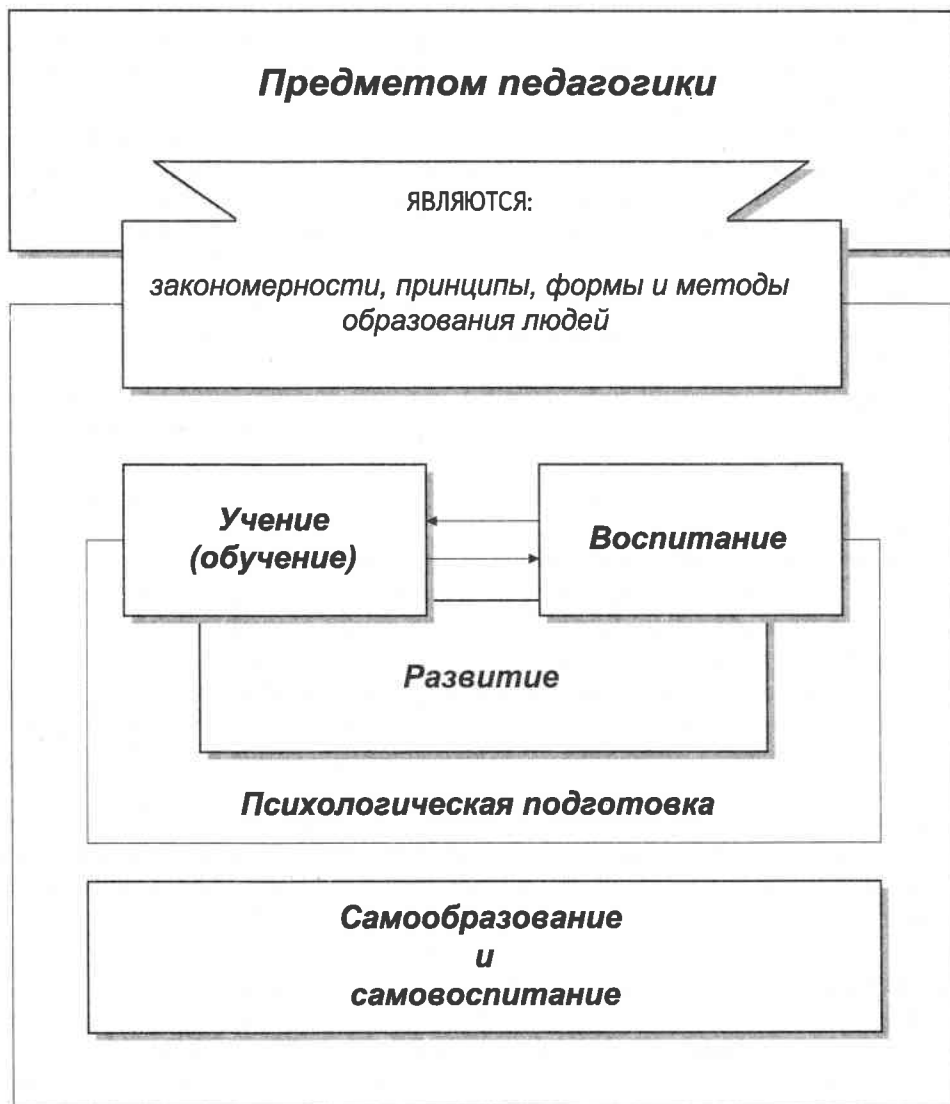 Предметом педагогики
ЯВЛЯЮТСЯ:
закономерности, принципы, формы и методы
образования людей
Учение
(обучение)
Воспитание
Развитие
Психологическая подготовка
Самообразование
и
самовоспитание